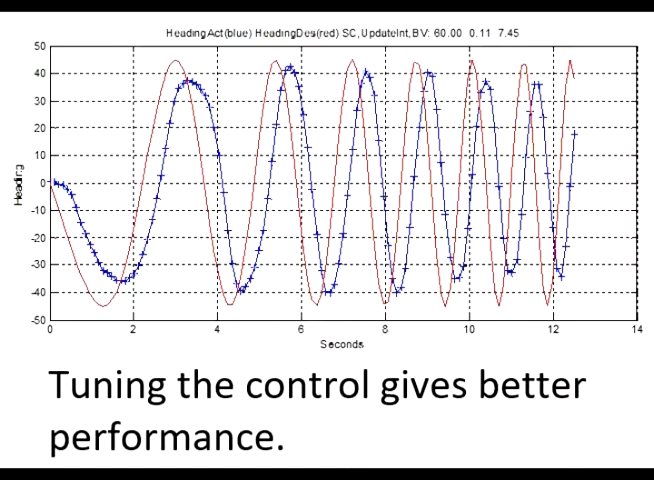 HeadingAct(blue) HeadingDes(red) SC, UpdateInt, BV: 60.00 0.11 7.45
50
40
30
20
10
0
-10
-20
-30
-40
-50
Heading
0 2 4 6 8 10 12 14
Seconds
Tuning the control gives better
performance.